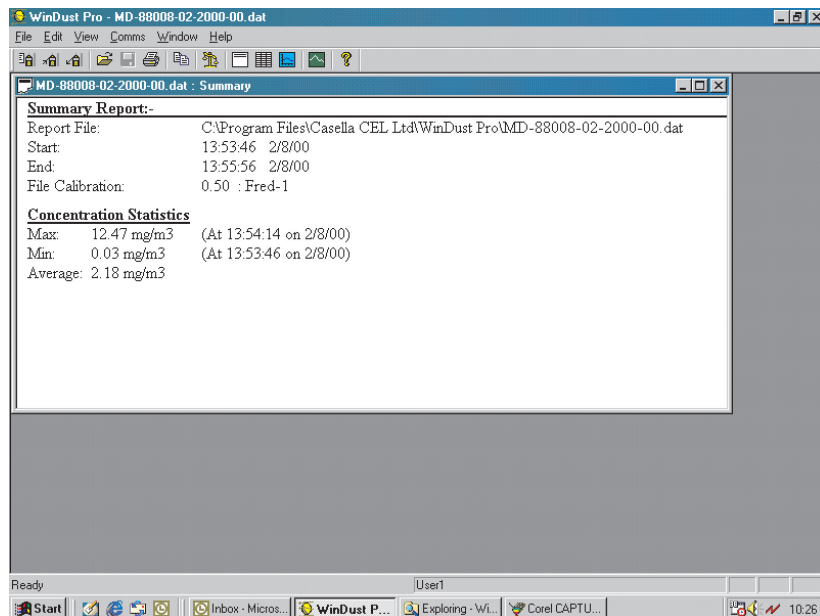 WinDust Pro - MD-88008-02-2000-00.dat
File Edit View Comms Window Help
MD-88008-02-2000-00.dat : Summary
Summary Report:-
Report File: C:\Program Files\Casella CEL Ltd\WinDust Pro\MD-88008-02-2000-00.dat
Start: 13:53:46 2/8/00
End: 13:55:56 2/8/00
File Calibration: 0.50 : Fred-1
Concentration Statistics
Max: 12.47 mg/m3 (At 13:54:14 on 2/8/00)
Min: 0.03 mg/m3 (At 13:53:46 on 2/8/00)
Average: 2.18 mg/m3
Ready User1
Start Inbox - Micros... WinDust P... Exploring - Wi... Corel CAPTU... 10:26